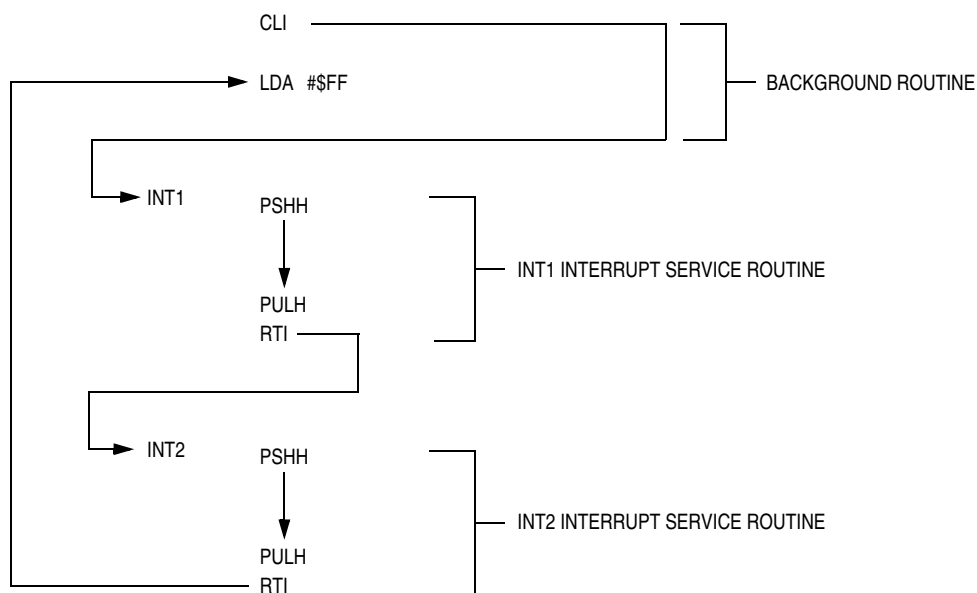 CLI
LDA #$FF
BACKGROUND ROUTINE
INT1
PSHH
INT1 INTERRUPT SERVICE ROUTINE
PULH
RTI
INT2
PSHH
INT2 INTERRUPT SERVICE ROUTINE
PULH
RTI